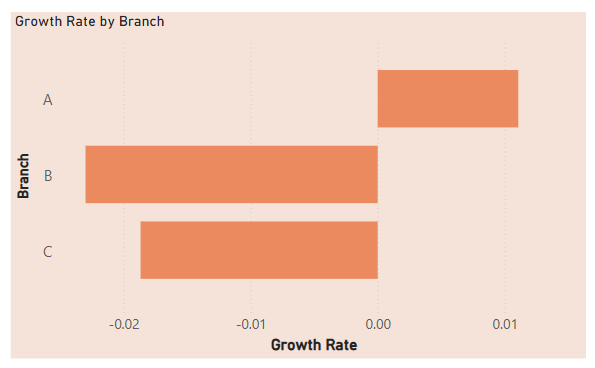 Growth Rate by Branch
Branch
A
B
C
-0.02 -0.01 0.00 0.01
Growth Rate